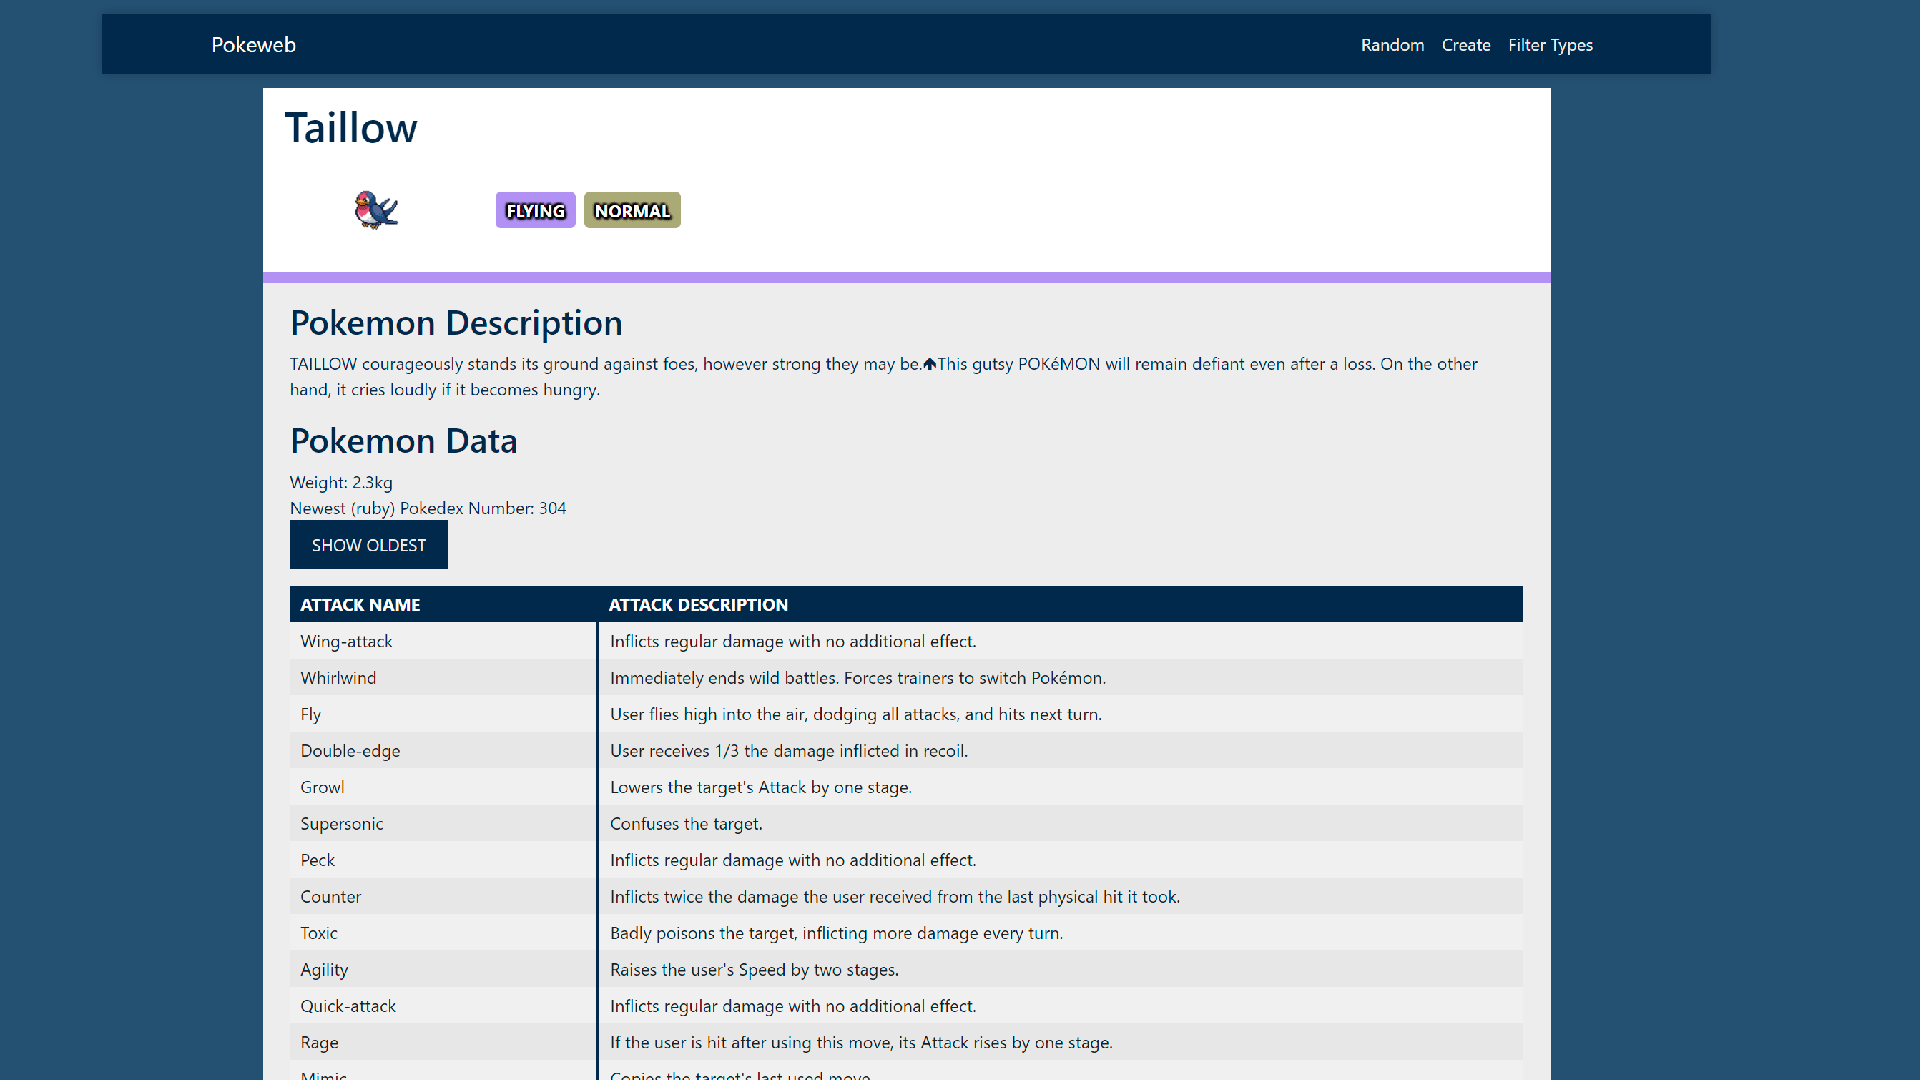 Pokeweb
Random Create Filter Types
Taillow
FLYING NORMAL
Pokemon Description
TAILLOW courageously stands its ground against foes, however strong they may be.🡅This gutsy POKéMON will remain defiant even after a loss. On the other
hand, it cries loudly if it becomes hungry.
Pokemon Data
Weight: 2.3kg
Newest (ruby) Pokedex Number: 304
SHOW OLDEST
ATTACK NAME ATTACK DESCRIPTION
Wing-attack Inflicts regular damage with no additional effect.
Whirlwind Immediately ends wild battles. Forces trainers to switch Pokémon.
Fly User flies high into the air, dodging all attacks, and hits next turn.
Double-edge User receives 1/3 the damage inflicted in recoil.
Growl Lowers the target's Attack by one stage.
Supersonic Confuses the target.
Peck Inflicts regular damage with no additional effect.
Counter Inflicts twice the damage the user received from the last physical hit it took.
Toxic Badly poisons the target, inflicting more damage every turn.
Agility Raises the user's Speed by two stages.
Quick-attack Inflicts regular damage with no additional effect.
Rage If the user is hit after using this move, its Attack rises by one stage.
Mimic Copies the target's last used move.